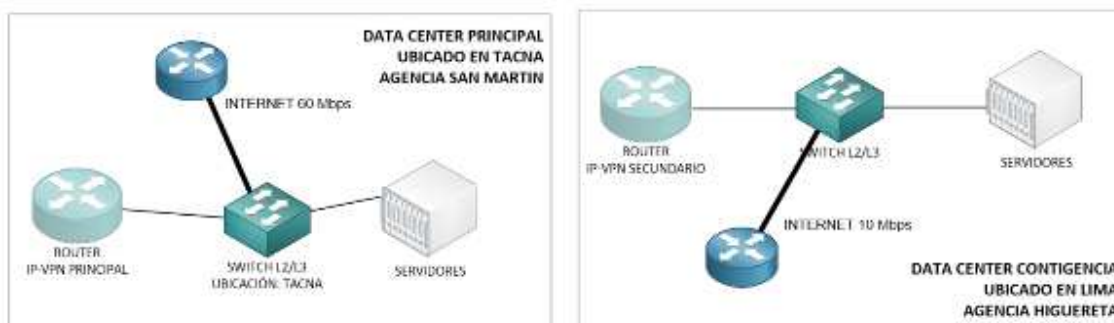 DATA CENTER PRINCIPAL
UBICADO EN TACNA
AGENCIA SAN MARTIN
INTERNET 60 Mbps
ROUTER
IP-VPN PRINCIPAL
SWITCH L2/L3
UBICACIÓN: TACNA
SERVIDORES
ROUTER
IP-VPN SECUNDARIO
SWITCH L2/L3
SERVIDORES
INTERNET 10 Mbps
DATA CENTER CONTIGENCIA
UBICADO EN LIMA
AGENCIA HIGUERETA